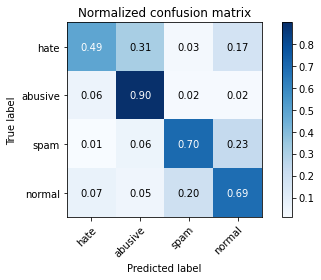 Normalized confusion matrix
True label
hate 0.49 0.31 0.03 0.17
abusive 0.06 0.90 0.02 0.02
spam 0.01 0.06 0.70 0.23
normal 0.07 0.05 0.20 0.69
hate abusive spam normal
Predicted label
0.8
0.7
0.6
0.5
0.4
0.3
0.2
0.1